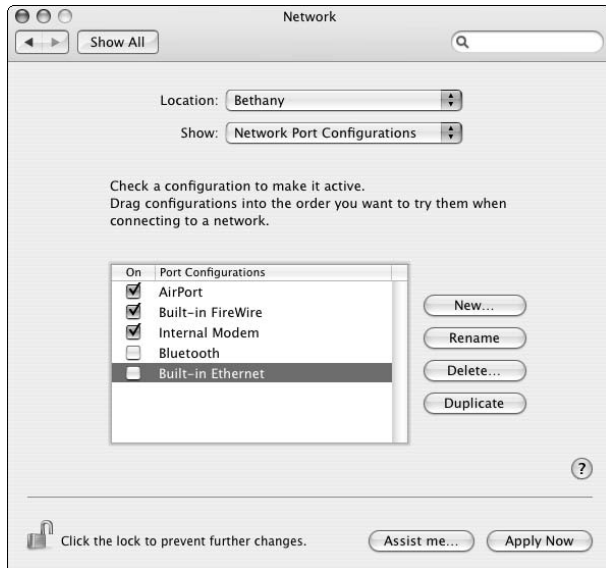 Network
Show All
Location: Bethany
Show: Network Port Configurations
Check a configuration to make it active.
Drag configurations into the order you want to try them when
connecting to a network.
On Port Configurations
AirPort
Built-in FireWire
Internal Modem
Bluetooth
Built-in Ethernet
New...
Rename
Delete...
Duplicate
?
Click the lock to prevent further changes.
Assist me...
Apply Now